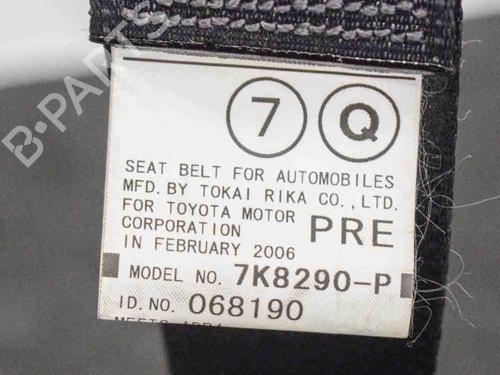 B-PARTS
7 Q
SEAT BELT FOR AUTOMOBILES
MFD. BY TOKAI RIKA CO., LTD.
FOR TOYOTA MOTOR
CORPORATION PRE
IN FEBRUARY 2006
MODEL NO. 7K8290-P
ID. NO. 068190